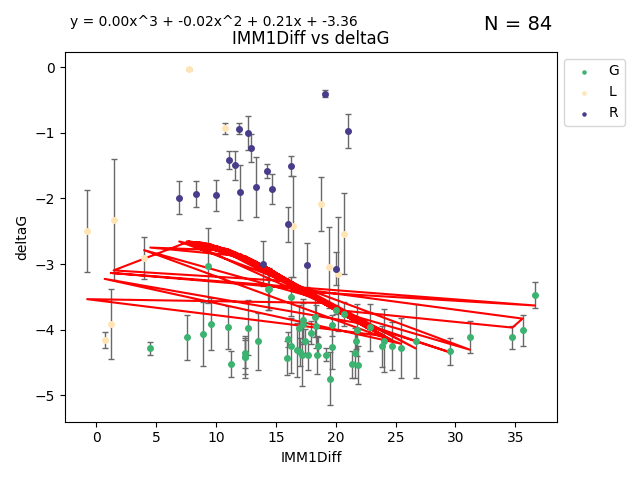 y = 0.00x^3 + -0.02x^2 + 0.21x + -3.36
N = 84
IMM1Diff vs deltaG
G
L
R
0
−1
−2
−3
−4
−5
deltaG
0 5 10 15 20 25 30 35
IMM1Diff